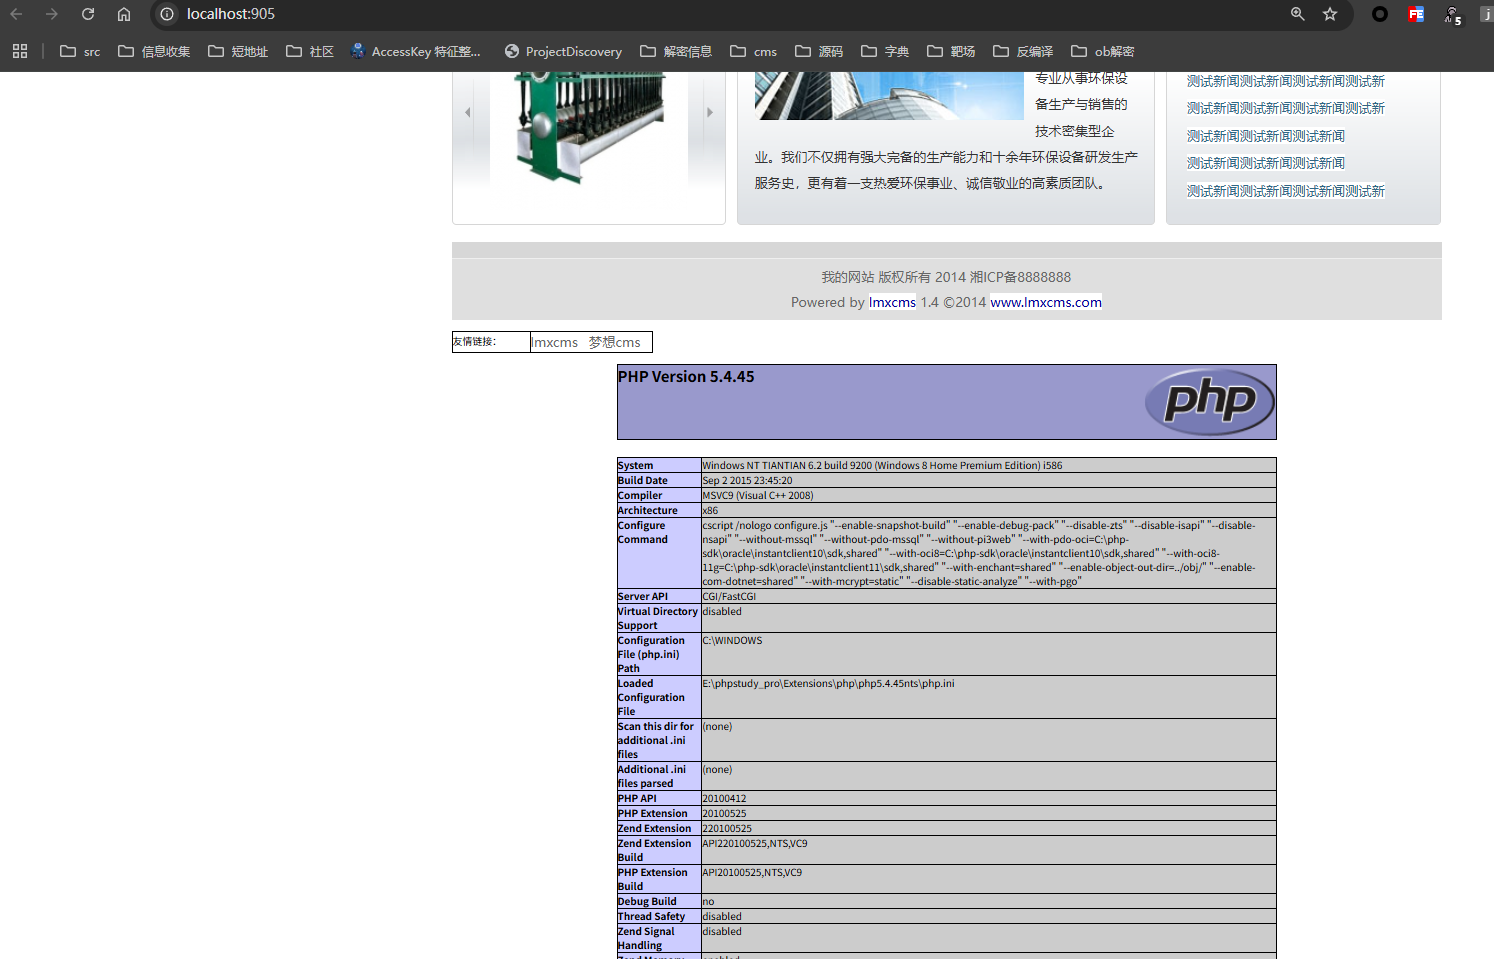 localhost:905
src
信息收集
短地址
社区
AccessKey 特征整...
ProjectDiscovery
解密信息
cms
源码
字典
靶场
反编译
ob解密
专业从事环保设
备生产与销售的
技术密集型企
业。我们不仅拥有强大完备的生产能力和十余年环保设备研发生产
服务史，更有着一支热爱环保事业、诚信敬业的高素质团队。
测试新闻测试新闻测试新闻测试新
测试新闻测试新闻测试新闻测试新
测试新闻测试新闻测试新闻
测试新闻测试新闻测试新闻
测试新闻测试新闻测试新闻测试新
我的网站 版权所有 2014 湘ICP备8888888
Powered by lmxcms 1.4 ©2014 www.lmxcms.com
友情链接: lmxcms 梦想cms
PHP Version 5.4.45
php
System Windows NT TIANTIAN 6.2 build 9200 (Windows 8 Home Premium Edition) i586
Build Date Sep 2 2015 23:45:20
Compiler MSVC9 (Visual C++ 2008)
Architecture x86
Configure
Command
cscript /nologo configure.js "--enable-snapshot-build" "--enable-debug-pack" "--disable-zts" "--disable-isapi" "--disable-
nsapi" "--without-mssql" "--without-pdo-mssql" "--without-pi3web" "--with-pdo-oci=C:\php-
sdk\oracle\instantclient10\sdk,shared" "--with-oci8=C:\php-sdk\oracle\instantclient10\sdk,shared" "--with-oci8-
11g=C:\php-sdk\oracle\instantclient11\sdk,shared" "--with-enchant=shared" "--enable-object-out-dir=../obj/" "--enable-
com-dotnet=shared" "--with-mcrypt=static" "--disable-static-analyze" "--with-pgo"
Server API CGI/FastCGI
Virtual Directory
Support
disabled
Configuration
File (php.ini)
Path
C:\WINDOWS
Loaded
Configuration
File
E:\phpstudy_pro\Extensions\php\php5.4.45nts\php.ini
Scan this dir for
additional .ini
files
(none)
Additional .ini
files parsed
(none)
PHP API 20100412
PHP Extension 20100525
Zend Extension 220100525
Zend Extension
Build
API220100525,NTS,VC9
PHP Extension
Build
API20100525,NTS,VC9
Debug Build no
Thread Safety disabled
Zend Signal
Handling
disabled